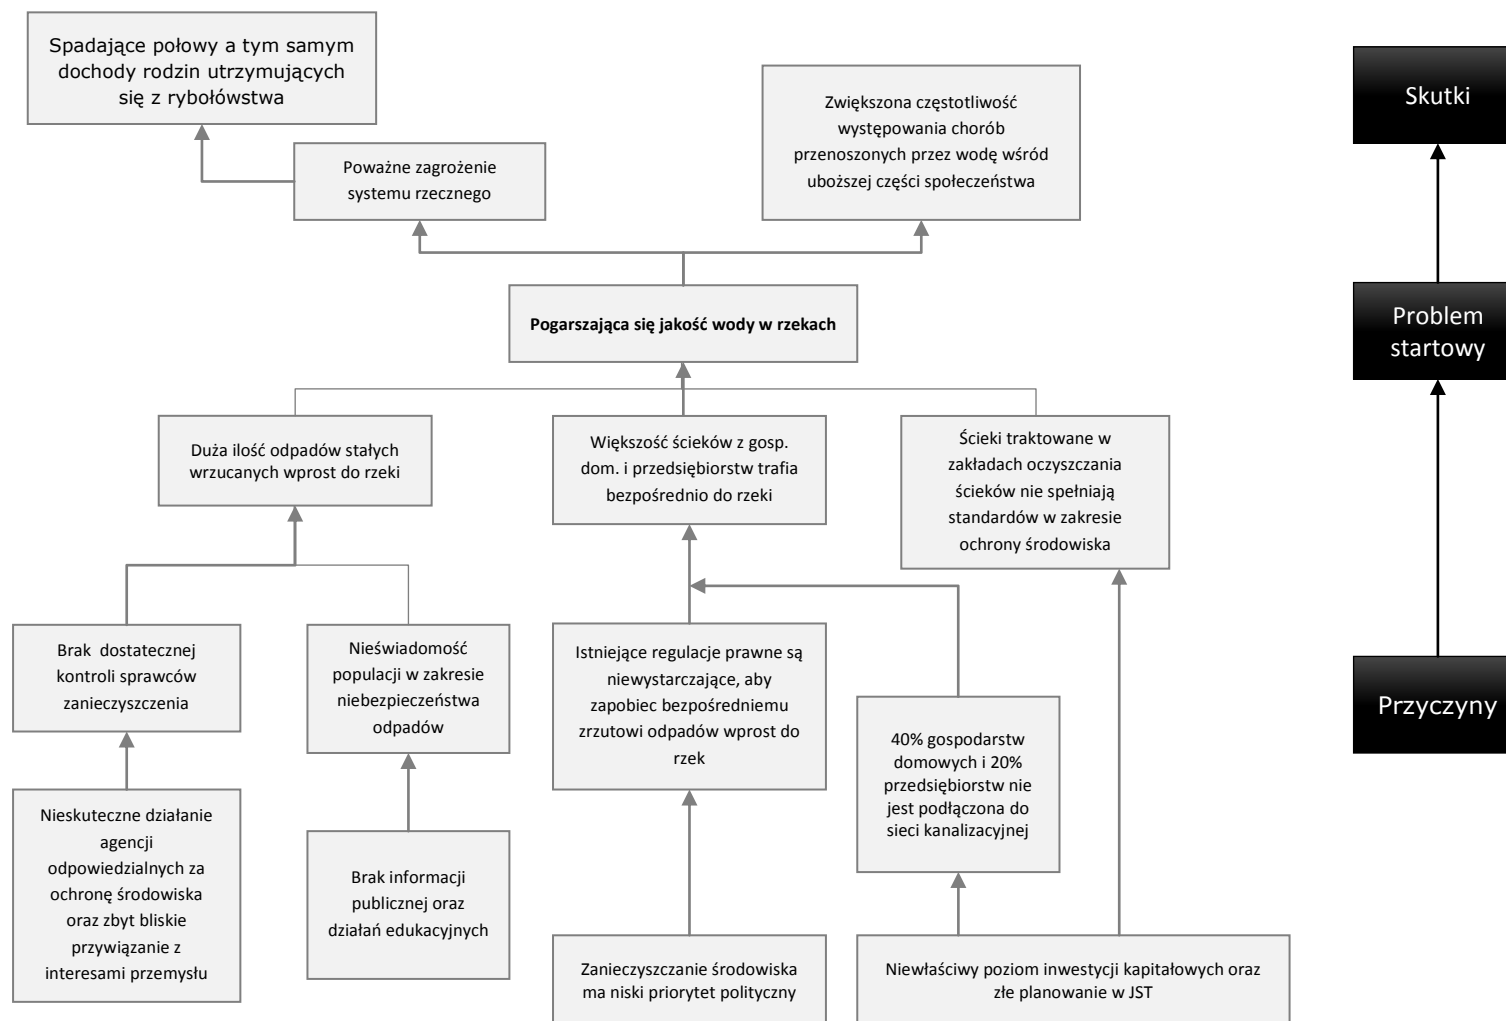 Spadające połowy a tym samym
dochody rodzin utrzymujących
się z rybołówstwa
Skutki
Zwiększona częstotliwość
występowania chorób
przenoszonych przez wodę wśród
uboższej części społeczeństwa
Poważne zagrożenie
systemu rzecznego
Pogarszająca się jakość wody w rzekach
Problem
startowy
Duża ilość odpadów stałych
wrzucanych wprost do rzeki
Większość ścieków z gosp.
dom. i przedsiębiorstw trafia
bezpośrednio do rzeki
Ścieki traktowane w
zakładach oczyszczania
ścieków nie spełniają
standardów w zakresie
ochrony środowiska
Brak dostatecznej
kontroli sprawców
zanieczyszczenia
Nieświadomość
populacji w zakresie
niebezpieczeństwa
odpadów
Istniejące regulacje prawne są
niewystarczające, aby
zapobiec bezpośredniemu
zrzutowi odpadów wprost do
rzek
40% gospodarstw
domowych i 20%
przedsiębiorstw nie
jest podłączona do
sieci kanalizacyjnej
Przyczyny
Nieskuteczne działanie
agencji
odpowiedzialnych za
ochronę środowiska
oraz zbyt bliskie
przywiązanie z
interesami przemysłu
Brak informacji
publicznej oraz
działań edukacyjnych
Zanieczyszczanie środowiska
ma niski priorytet polityczny
Niewłaściwy poziom inwestycji kapitałowych oraz
złe planowanie w JST